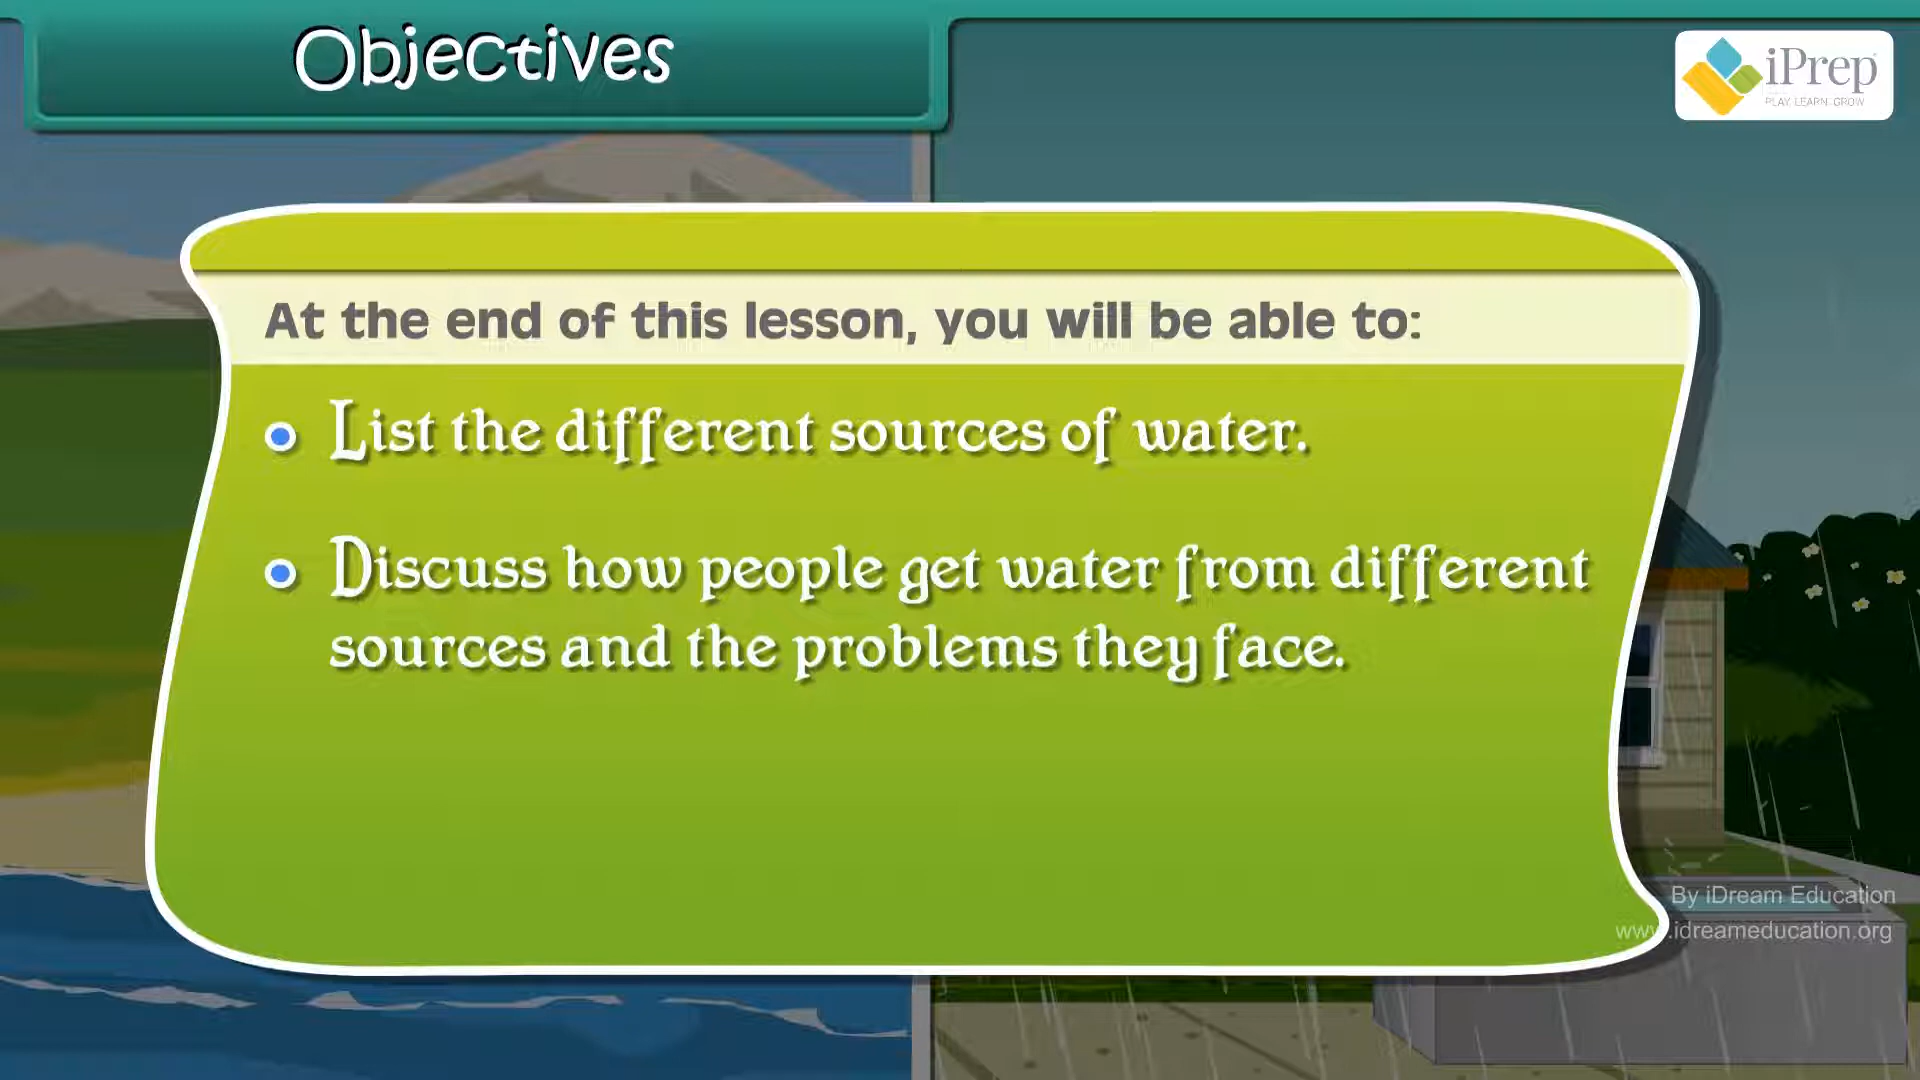 Objectives
iPrep
PLAY. LEARN. GROW
At the end of this lesson, you will be able to:
List the different sources of water.
Discuss how people get water from different
sources and the problems they face.
By iDream Education
www.idreameducation.org